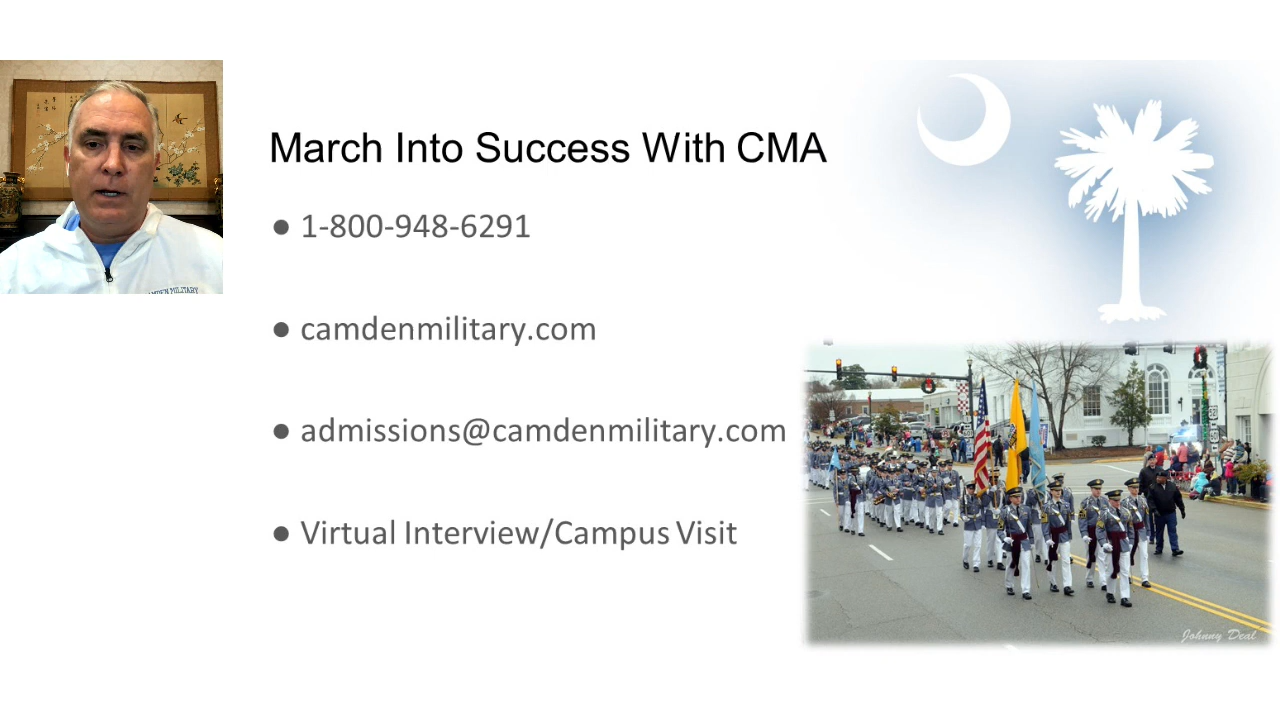 March Into Success With CMA
● 1-800-948-6291
● camdenmilitary.com
● admissions@camdenmilitary.com
● Virtual Interview/Campus Visit
Johnny Deal